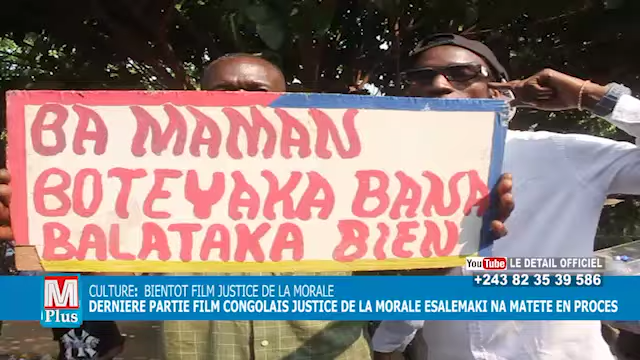 BA MAMAN
BOTEYAKA BANA
BALATAKA BIEN
YouTube LE DETAIL OFFICIEL
+243 82 35 39 586
M Plus
CULTURE: BIENTOT FILM JUSTICE DE LA MORALE
DERNIERE PARTIE FILM CONGOLAIS JUSTICE DE LA MORALE ESALEMAKI NA MATETE EN PROCES